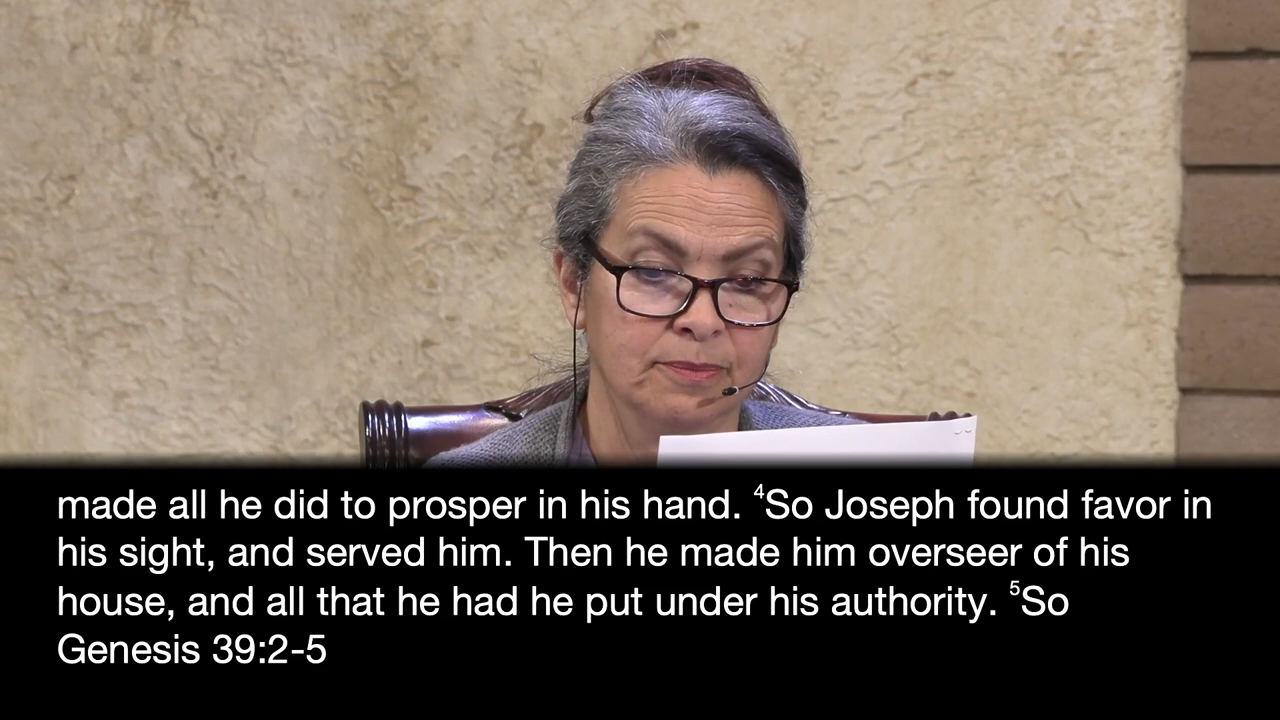 made all he did to prosper in his hand. ⁴So Joseph found favor in
his sight, and served him. Then he made him overseer of his
house, and all that he had he put under his authority. ⁵So
Genesis 39:2-5